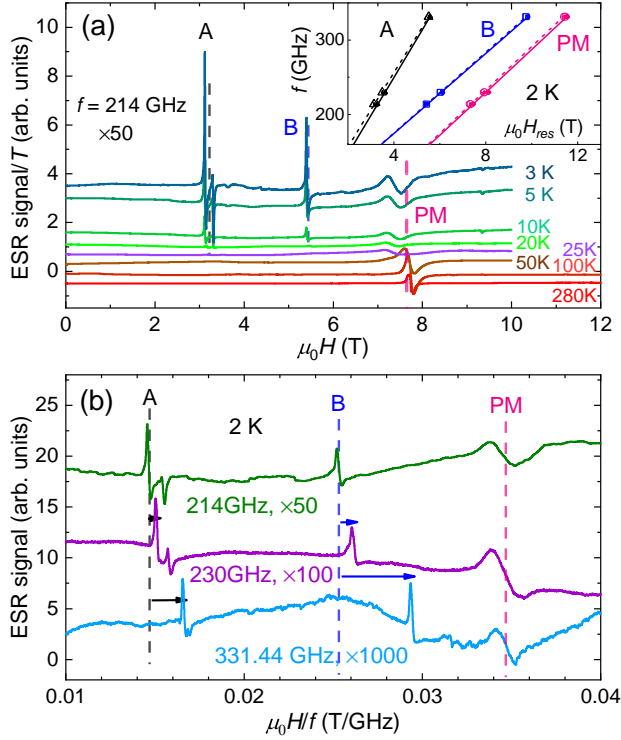 (a)
A
f = 214 GHz
×50
B
PM
3 K
5 K
10K
20K
25K
50K
100K
280K
ESR signal/T (arb. units)
10
8
6
4
2
0
0 2 4 6 8 10 12
μ0H (T)
A B PM
2 K
f (GHz)
300
200
4 8 12
μ0Hres (T)
(b)
A
2 K
B
PM
214GHz, ×50
230GHz, ×100
331.44 GHz, ×1000
ESR signal (arb. units)
25
20
15
10
5
0
0.01 0.02 0.03 0.04
μ0H/f (T/GHz)